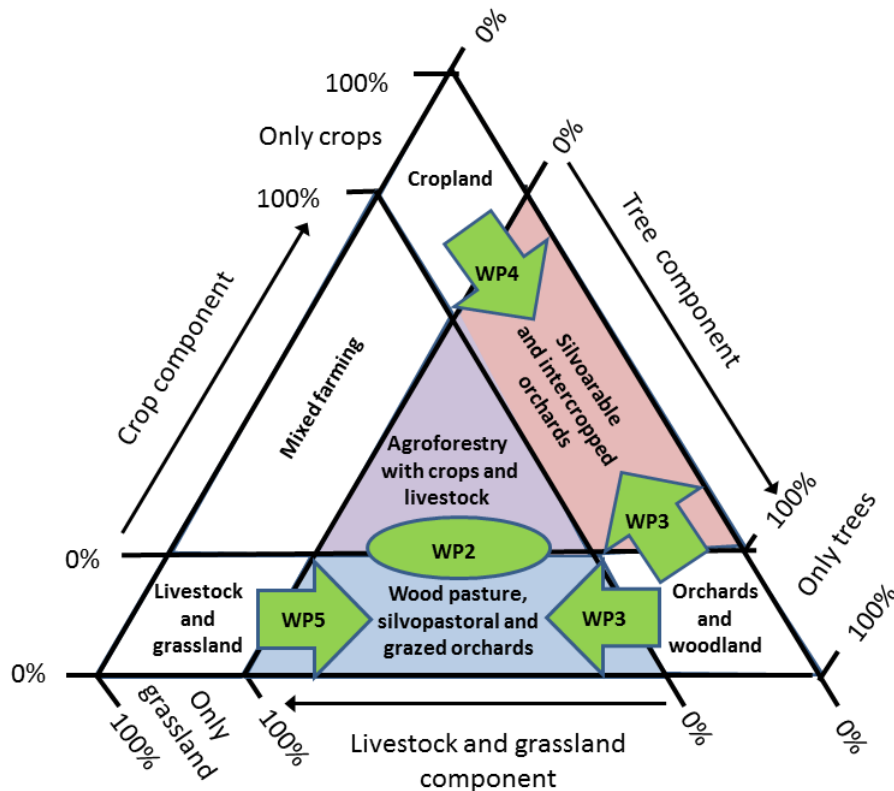 0%
100%
Only crops
0%
Cropland
100%
Tree component
WP4
Crop component
Mixed farming
Silvoarable
and intercropped
orchards
Agroforestry
with crops and
livestock
100%
WP3
Only trees
0%
WP2
Livestock
and
grassland
WP5
Wood pasture,
silvopastoral and
grazed orchards
WP3
Orchards
and
woodland
100%
0%
100%
Only
grassland
100%
0%
0%
Livestock and grassland
component